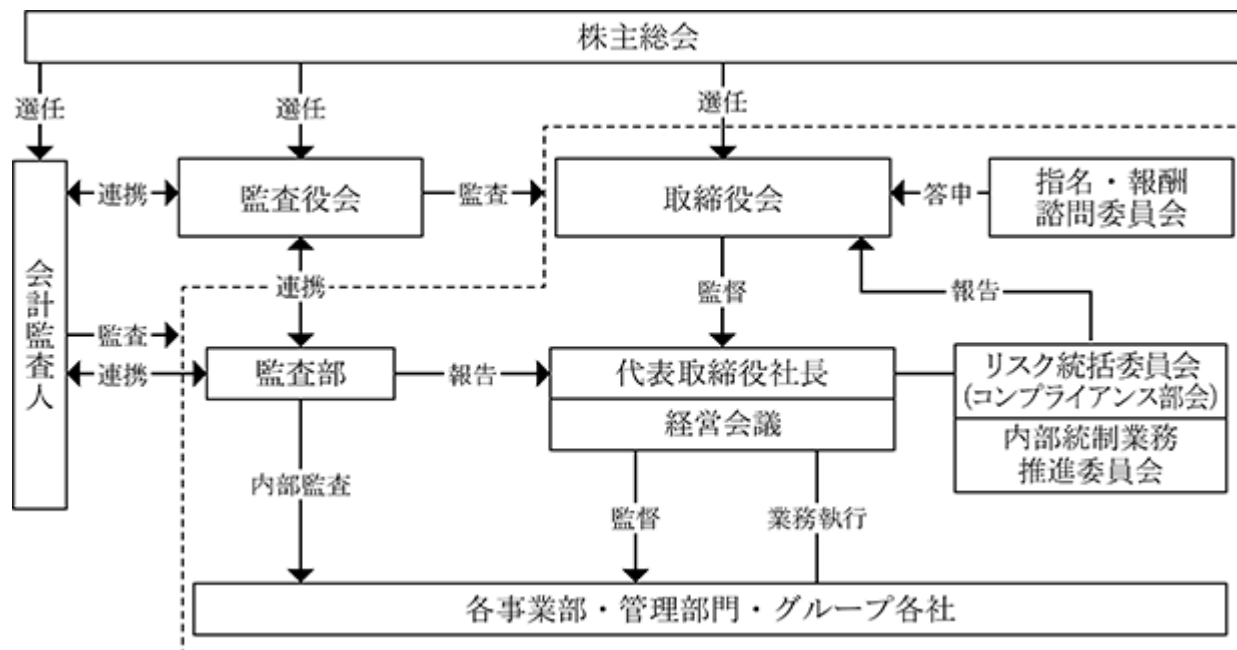 株主総会
選任
選任
選任
連携
監査役会
監査
取締役会
答申
指名・報酬
諮問委員会
会計監査人
連携
監督
報告
監査
連携
監査部
報告
代表取締役社長
経営会議
リスク統括委員会
(コンプライアンス部会)
内部統制業務
推進委員会
内部監査
監督
業務執行
各事業部・管理部門・グループ各社